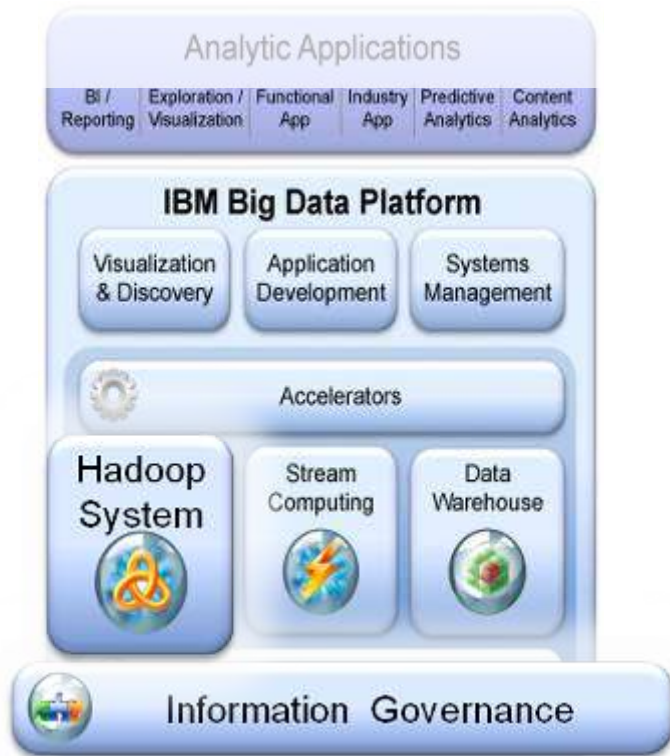 Analytic Applications
BI / Exploration / Functional Industry Predictive Content
Reporting Visualization App App Analytics Analytics
IBM Big Data Platform
Visualization Application Systems
& Discovery Development Management
Accelerators
Hadoop Stream Data
System Computing Warehouse
Information Governance